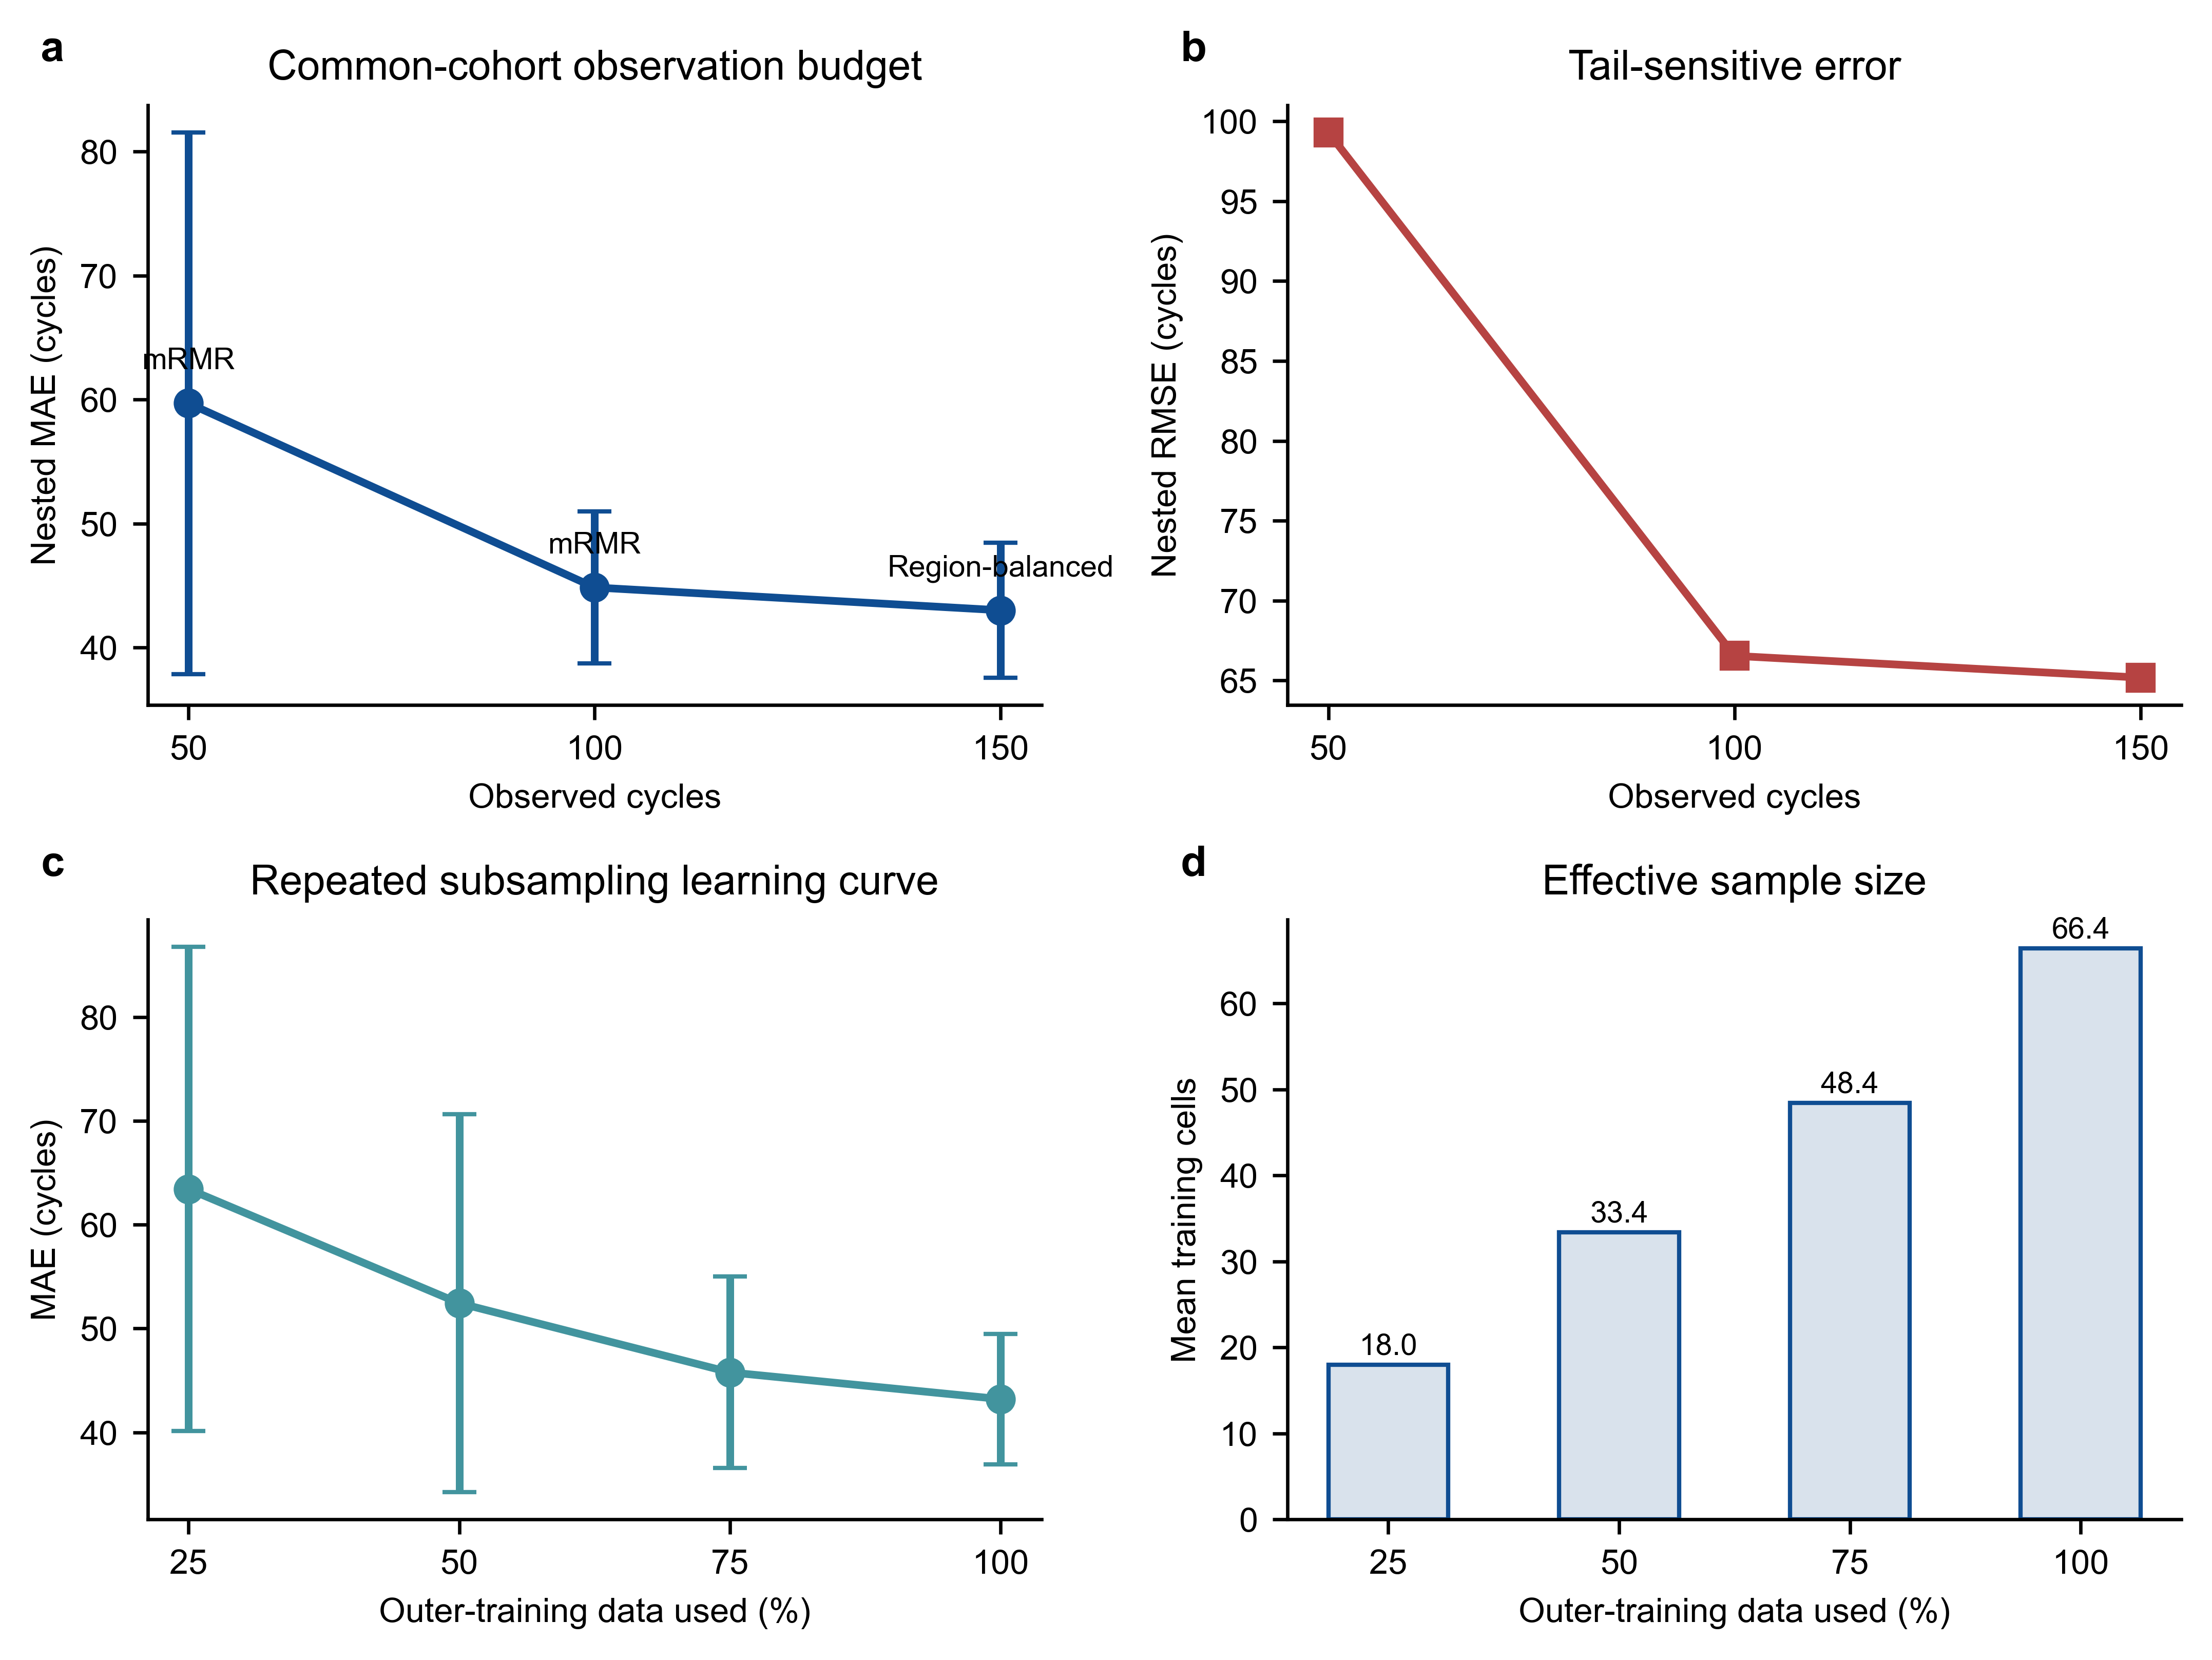 a
Common-cohort observation budget
Nested MAE (cycles)
80
70
60
50
40
mRMR
mRMR
Region-balanced
50
100
150
Observed cycles
b
Tail-sensitive error
Nested RMSE (cycles)
100
95
90
85
80
75
70
65
50
100
150
Observed cycles
c
Repeated subsampling learning curve
MAE (cycles)
80
70
60
50
40
25
50
75
100
Outer-training data used (%)
d
Effective sample size
Mean training cells
60
50
40
30
20
10
0
18.0
33.4
48.4
66.4
25
50
75
100
Outer-training data used (%)